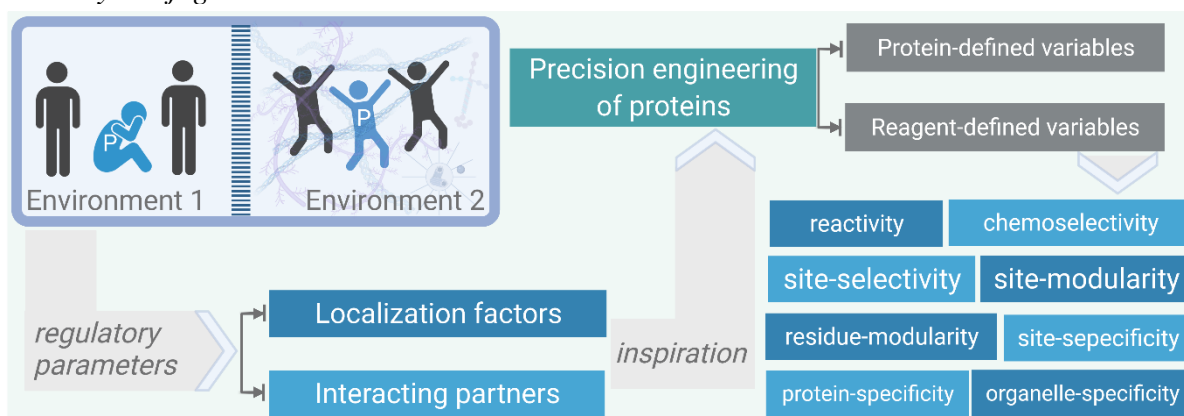 P
P
Environment 1
Environment 2
regulatory
parameters
Localization factors
Interacting partners
inspiration
Precision engineering
of proteins
Protein-defined variables
Reagent-defined variables
reactivity
chemoselectivity
site-selectivity
site-modularity
residue-modularity
site-sepecificity
protein-specificity
organelle-specificity